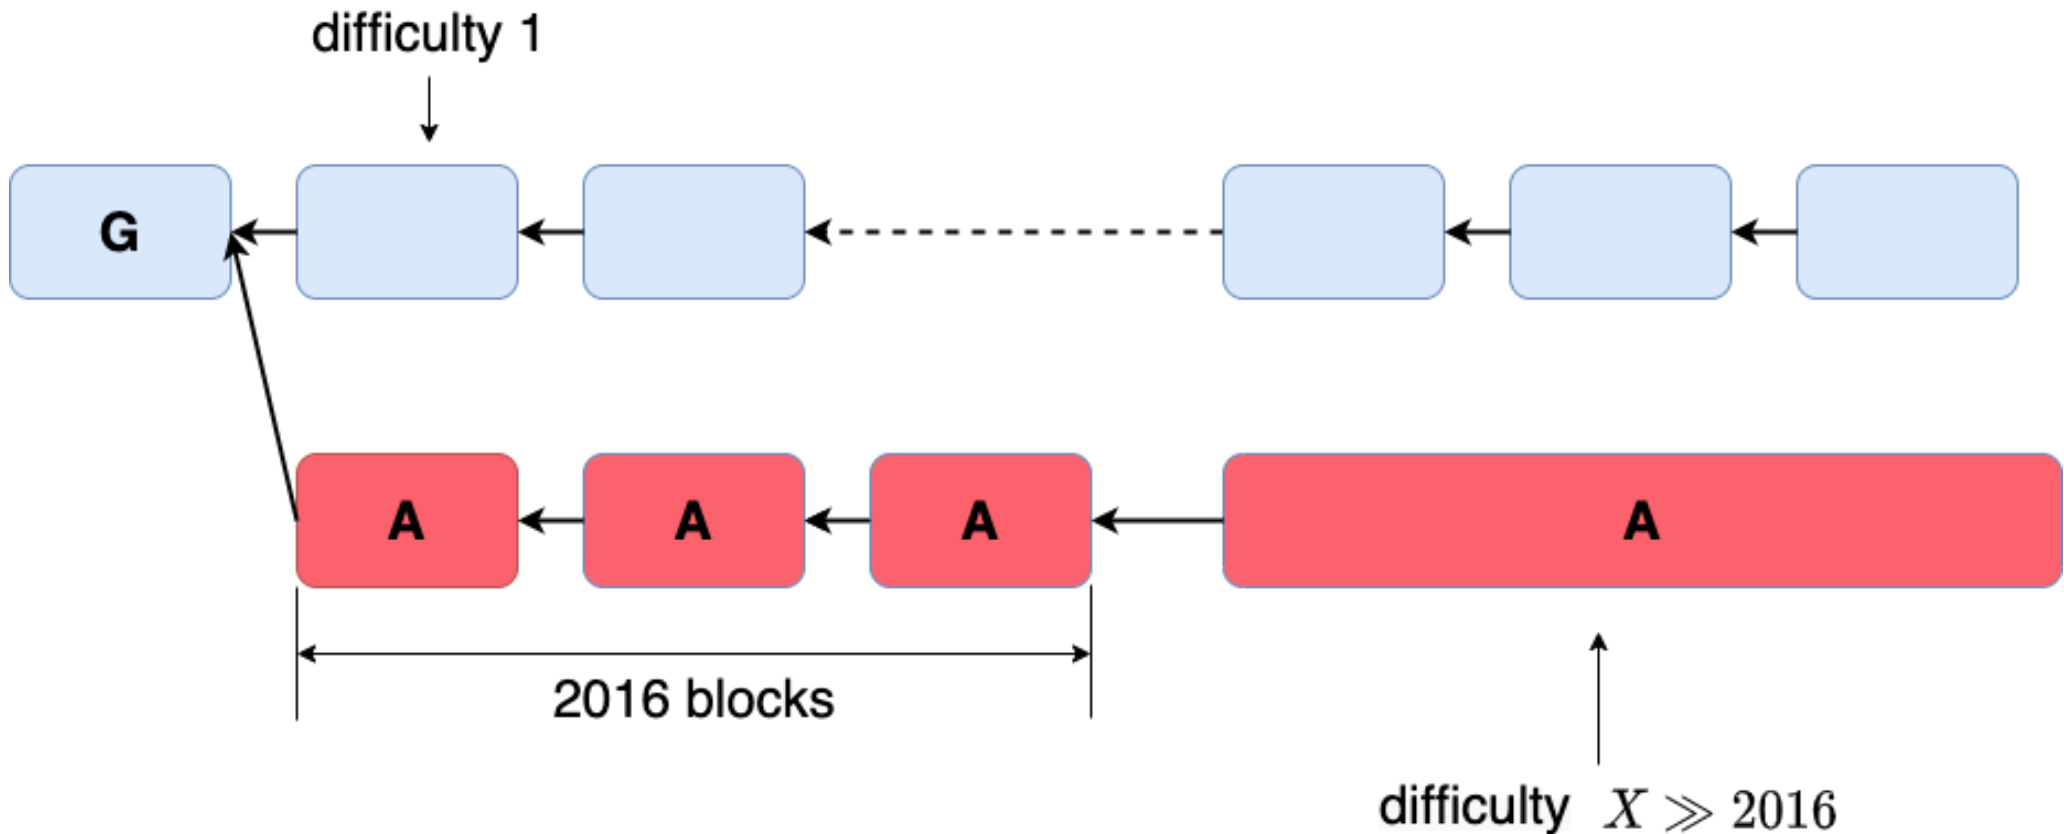 difficulty 1
G
A A A A
2016 blocks
difficulty X ≫ 2016